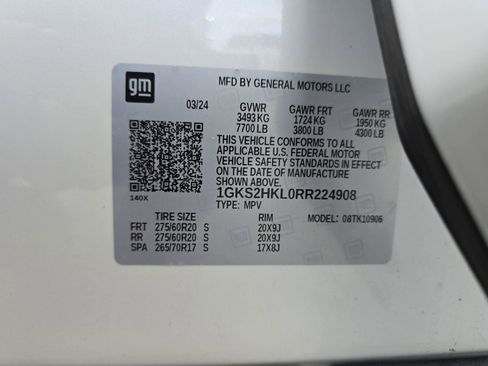 gm
MFD BY GENERAL MOTORS LLC
03/24 GVWR GAWR FRT GAWR RR
3493 KG 1724 KG 1950 KG
7700 LB 3800 LB 4300 LB
THIS VEHICLE CONFORMS TO ALL
APPLICABLE U.S. FEDERAL MOTOR
VEHICLE SAFETY STANDARDS IN EFFECT
ON THE DATE OF MANUFACTURE
SHOWN ABOVE.
140X
1GKS2HKL0RR224908
TYPE: MPV MODEL: 08TK10906
TIRE SIZE RIM
FRT 275/60R20 S 20X9J
RR 275/60R20 S 20X9J
SPA 265/70R17 S 17X8J